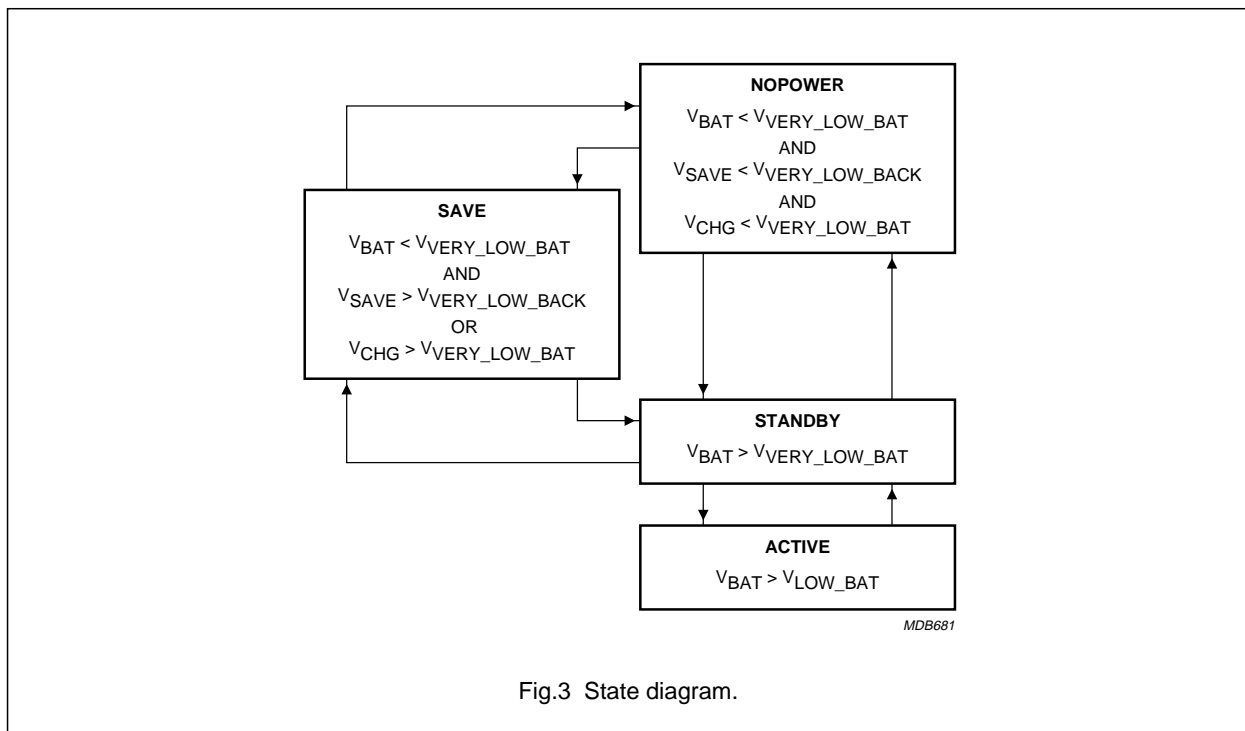 NOPOWER
VBAT < VVERY_LOW_BAT
AND
VSAVE < VVERY_LOW_BACK
AND
VCHG < VVERY_LOW_BAT
SAVE
VBAT < VVERY_LOW_BAT
AND
VSAVE > VVERY_LOW_BACK
OR
VCHG > VVERY_LOW_BAT
STANDBY
VBAT > VVERY_LOW_BAT
ACTIVE
VBAT > VLOW_BAT
MDB681
Fig.3 State diagram.